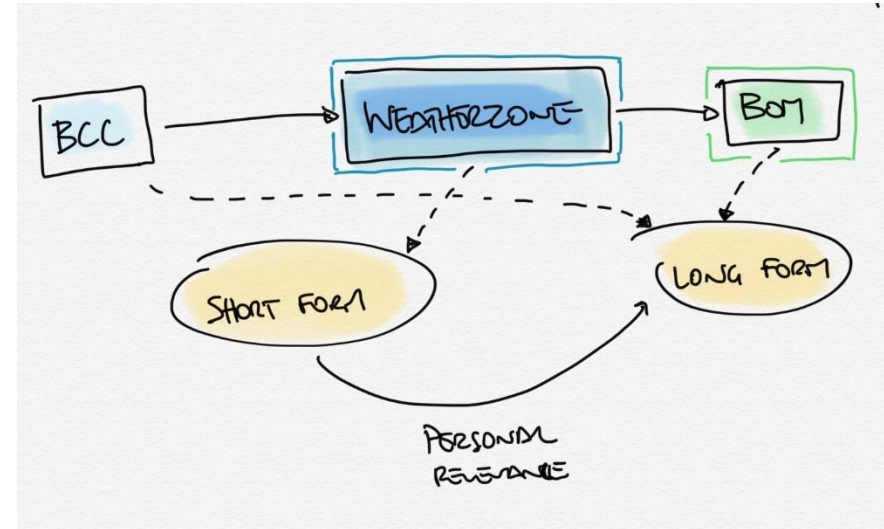 BCC
WEATHERZONE
BOM
SHORT FORM
LONG FORM
PERSONAL
RELEVANCE